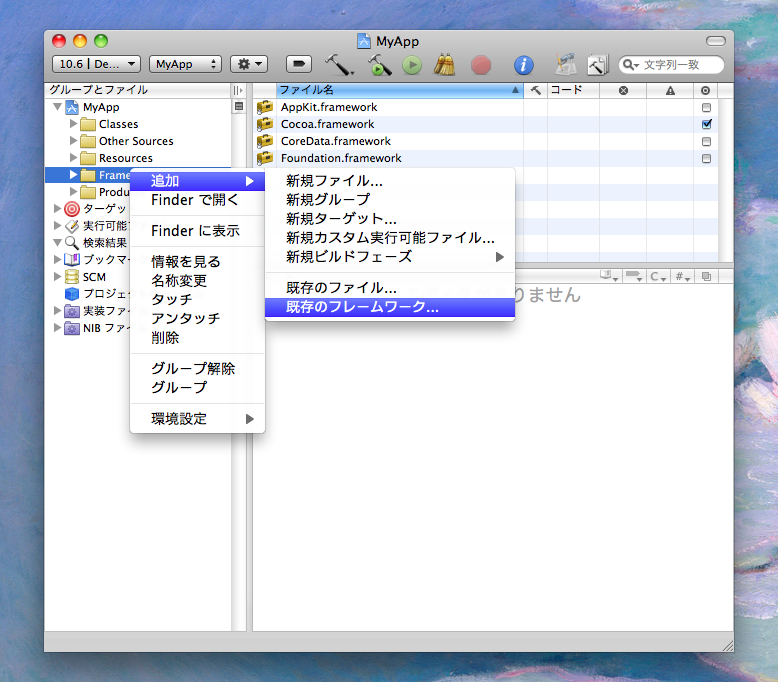 MyApp
10.6 | De...
MyApp
文字列一致
グループとファイル
ファイル名
コード
MyApp
AppKit.framework
Classes
Cocoa.framework
Other Sources
CoreData.framework
Resources
Foundation.framework
Frame
Produ
ターゲッ
実行可能
検索結果
ブックマー
SCM
プロジェ
実装ファ
NIB ファイ
追加
Finder で開く
Finder に表示
情報を見る
名称変更
タッチ
アンタッチ
削除
グループ解除
グループ
環境設定
新規ファイル...
新規グループ
新規ターゲット...
新規カスタム実行可能ファイル...
新規ビルドフェーズ
既存のファイル...
既存のフレームワーク...
りません
C
#